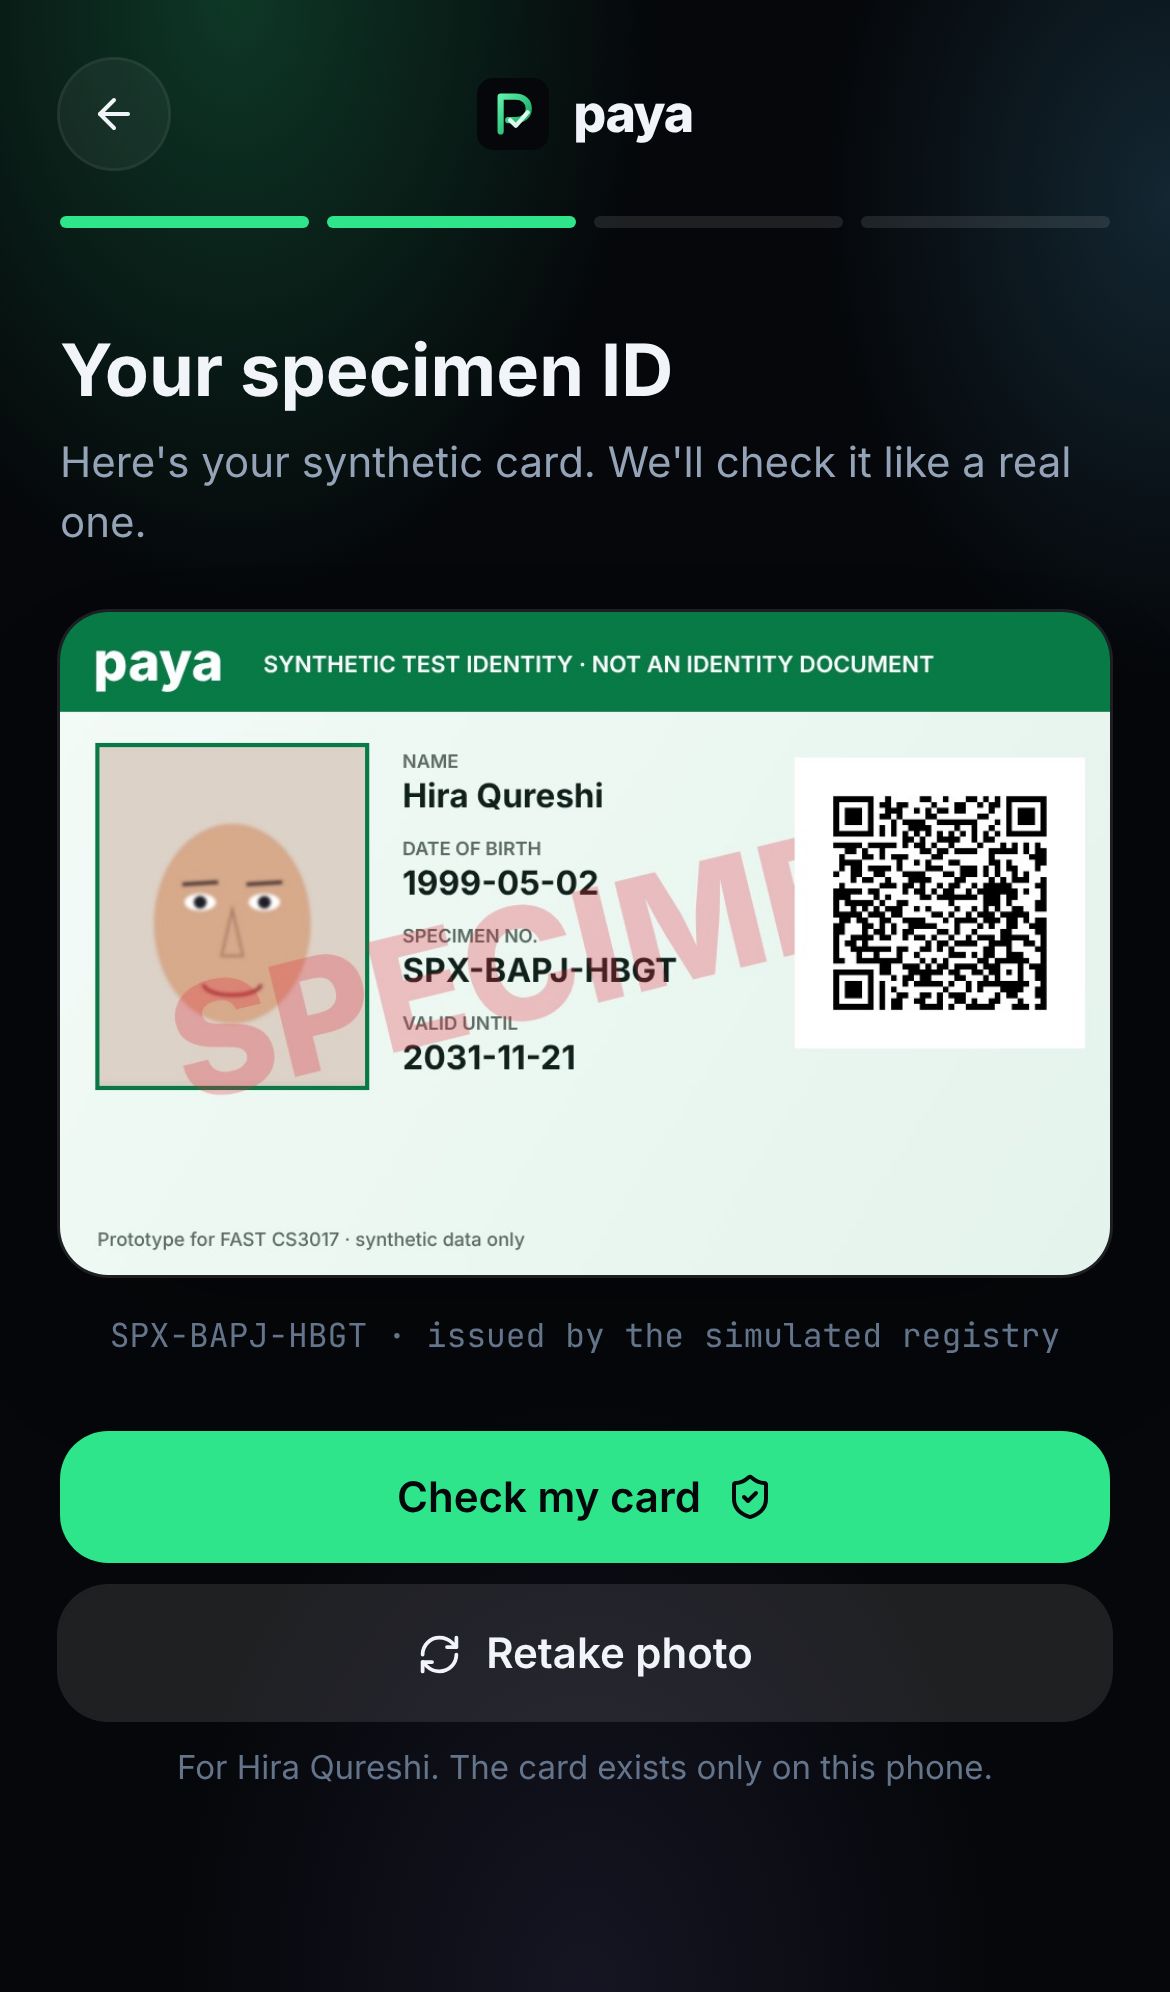 paya
Your specimen ID
Here's your synthetic card. We'll check it like a real
one.
paya SYNTHETIC TEST IDENTITY · NOT AN IDENTITY DOCUMENT
NAME
Hira Qureshi
DATE OF BIRTH
1999-05-02
SPECIMEN NO.
SPX-BAPJ-HBGT
VALID UNTIL
2031-11-21
SPECIM
Prototype for FAST CS3017 · synthetic data only
SPX-BAPJ-HBGT · issued by the simulated registry
Check my card
Retake photo
For Hira Qureshi. The card exists only on this phone.